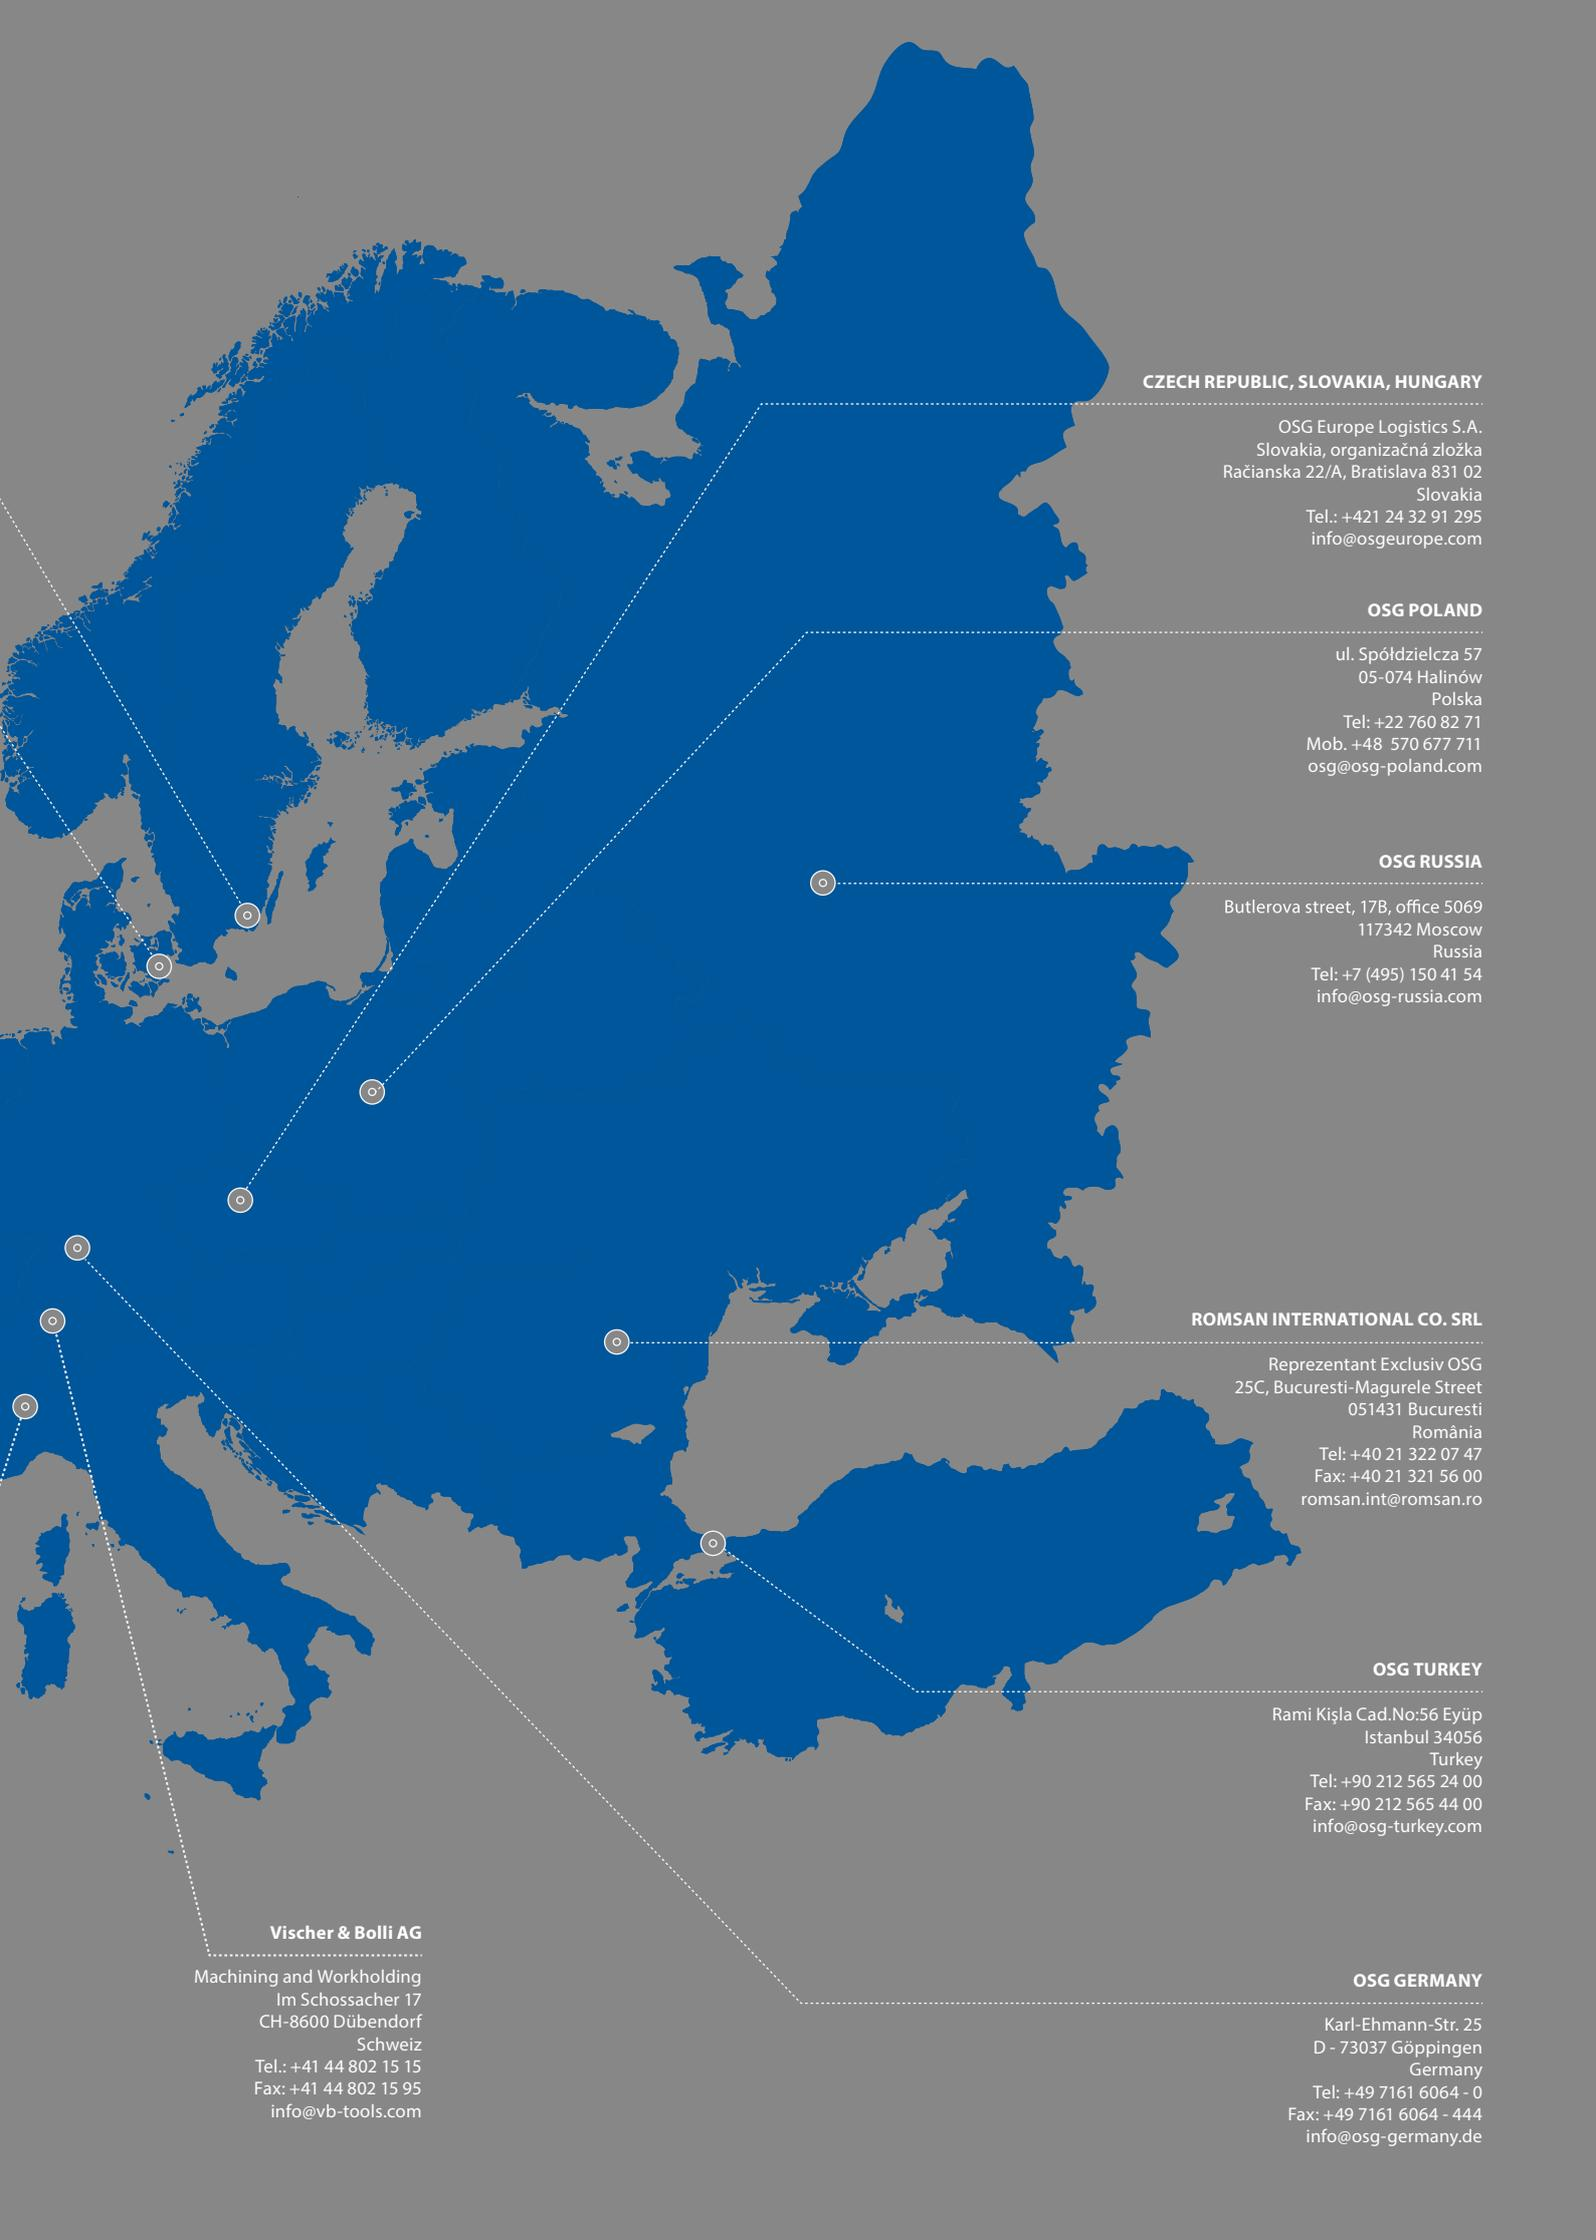 CZECH REPUBLIC, SLOVAKIA, HUNGARY
OSG Europe Logistics S.A.
Slovakia, organizačná zložka
Račianska 22/A, Bratislava 831 02
Slovakia
Tel.: +421 24 32 91 295
info@osgeurope.com
OSG POLAND
ul. Spółdzielcza 57
05-074 Halinów
Polska
Tel: +22 760 82 71
Mob. +48  570 677 711
osg@osg-poland.com
OSG RUSSIA
Butlerova street, 17B, office 5069
117342 Moscow
Russia
Tel: +7 (495) 150 41 54
info@osg-russia.com
ROMSAN INTERNATIONAL CO. SRL
Reprezentant Exclusiv OSG
25C, Bucuresti-Magurele Street
051431 Bucuresti
România
Tel: +40 21 322 07 47
Fax: +40 21 321 56 00
romsan.int@romsan.ro
OSG TURKEY
Rami Kişla Cad.No:56 Eyüp
Istanbul 34056
Turkey
Tel: +90 212 565 24 00
Fax: +90 212 565 44 00
info@osg-turkey.com
Vischer & Bolli AG
Machining and Workholding
Im Schossacher 17
CH-8600 Dübendorf
Schweiz
Tel.: +41 44 802 15 15
Fax: +41 44 802 15 95
info@vb-tools.com
OSG GERMANY
Karl-Ehmann-Str. 25
D - 73037 Göppingen
Germany
Tel: +49 7161 6064 - 0
Fax: +49 7161 6064 - 444
info@osg-germany.de